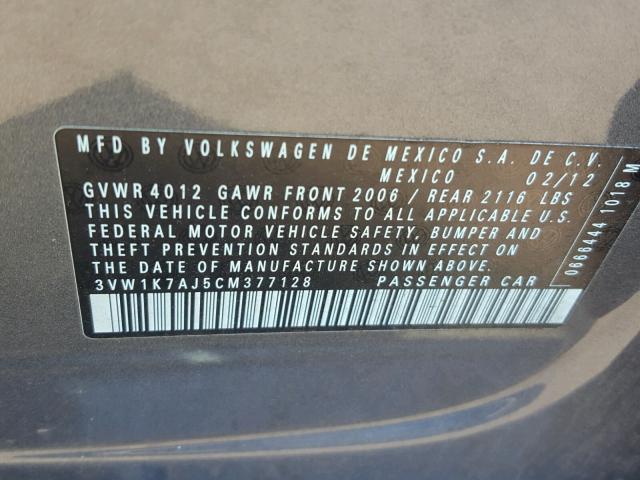 MFD BY VOLKSWAGEN DE MEXICO S.A. DE C.V.
MEXICO 02/12
GVWR 4012 GAWR FRONT 2006 / REAR 2116 LBS
THIS VEHICLE CONFORMS TO ALL APPLICABLE U.S.
FEDERAL MOTOR VEHICLE SAFETY, BUMPER AND
THEFT PREVENTION STANDARDS IN EFFECT ON
THE DATE OF MANUFACTURE SHOWN ABOVE.
3VW1K7AJ5CM377128 PASSENGER CAR
0666444 1018 M